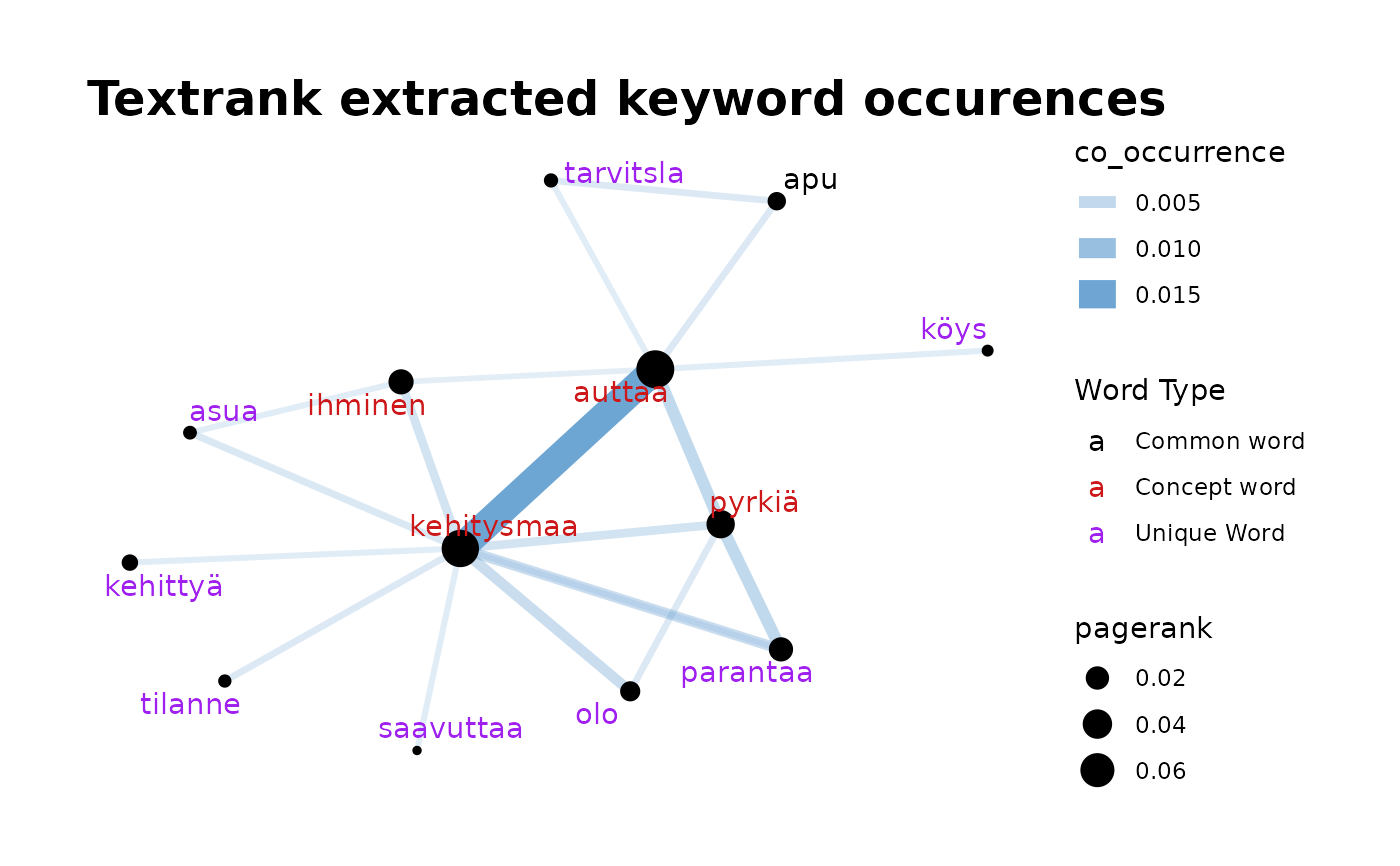 Textrank extracted keyword occurences
tarvitsla
apu
köys
auttaa
ihminen
asua
pyrkiä
kehitysmaa
kehittyä
parantaa
tilanne
olo
saavuttaa
co_occurrence
0.005
0.010
0.015
Word Type
a Common word
a Concept word
a Unique Word
pagerank
0.02
0.04
0.06